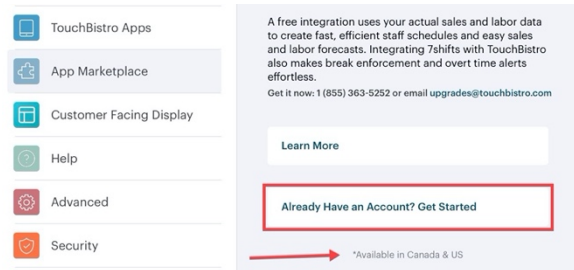 TouchBistro Apps
App Marketplace
Customer Facing Display
Help
Advanced
Security
A free integration uses your actual sales and labor data
to create fast, efficient staff schedules and easy sales
and labor forecasts. Integrating 7shifts with TouchBistro
also makes break enforcement and overt time alerts
effortless.
Get it now: 1 (855) 363-5252 or email upgrades@touchbistro.com
Learn More
Already Have an Account? Get Started
*Available in Canada & US